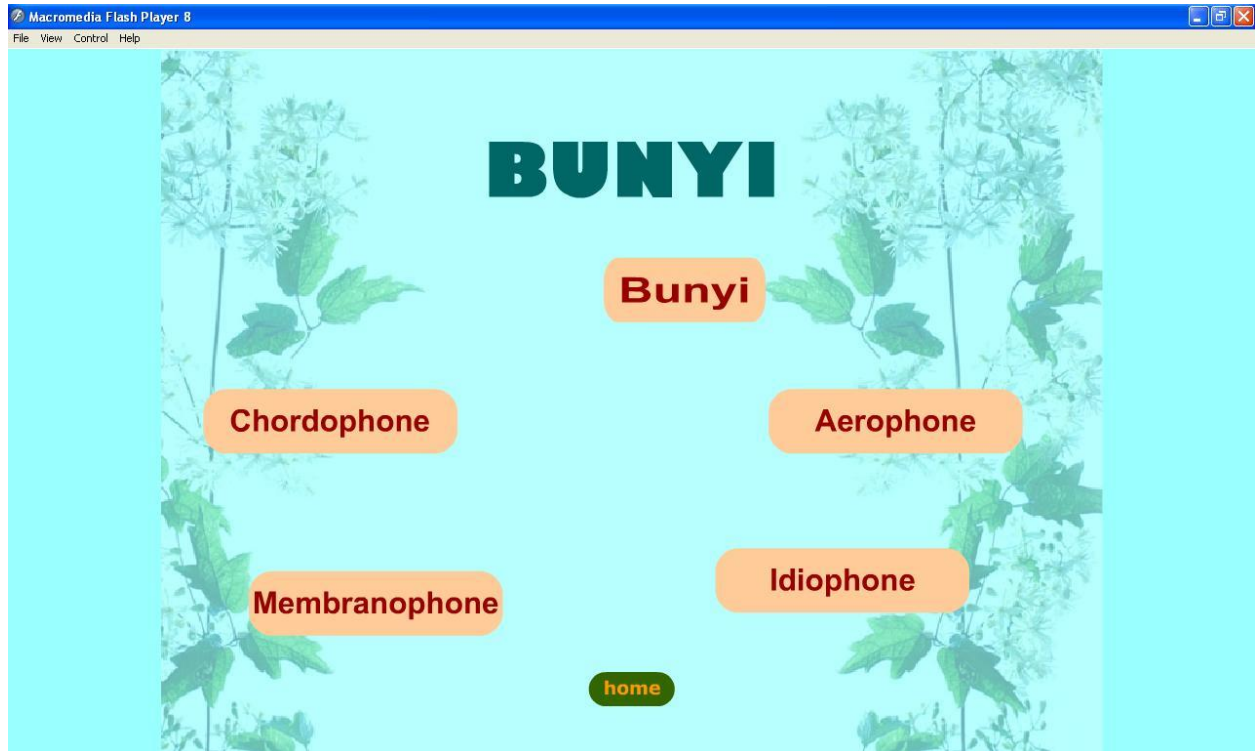 Macromedia Flash Player 8
File View Control Help
BUNYI
Bunyi
Chordophone
Aerophone
Idiophone
Membranophone
home